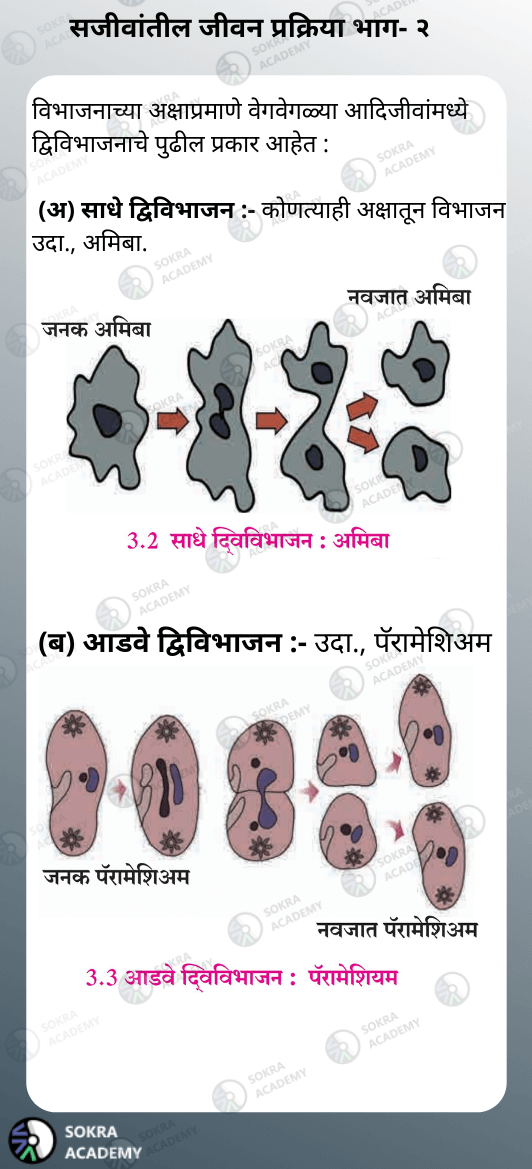 सजीवांतील जीवन प्रक्रिया भाग- २
विभाजनाच्या अक्षाप्रमाणे वेगवेगळ्या आदिजीवांमध्ये
द्विविभाजनाचे पुढील प्रकार आहेत :
(अ) साधे द्विविभाजन :- कोणत्याही अक्षातून विभाजन
उदा., अमिबा.
नवजात अमिबा
जनक अमिबा
3.2 साधे द्विविभाजन : अमिबा
(ब) आडवे द्विविभाजन :- उदा., पॅरामेशिअम
जनक पॅरामेशिअम
नवजात पॅरामेशिअम
3.3 आडवे द्विविभाजन : पॅरामेशियम
SOKRA
ACADEMY